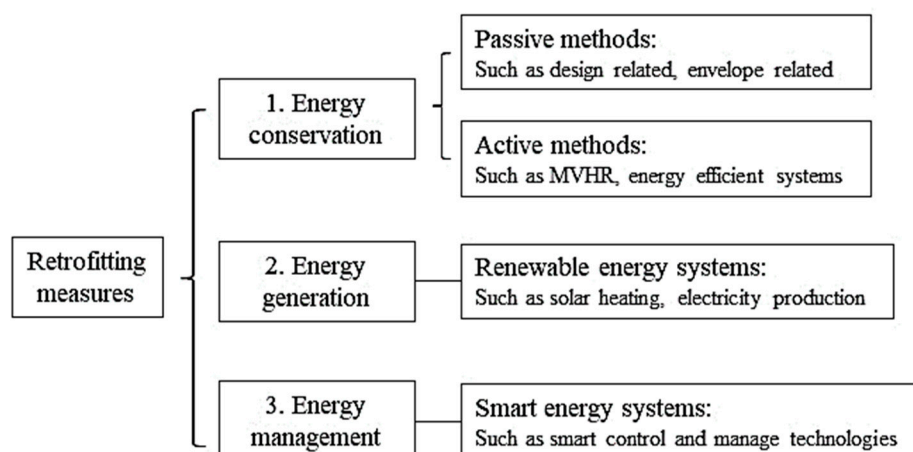 Retrofitting
measures
1. Energy
conservation
Passive methods:
Such as design related, envelope related
Active methods:
Such as MVHR, energy efficient systems
2. Energy
generation
Renewable energy systems:
Such as solar heating, electricity production
3. Energy
management
Smart energy systems:
Such as smart control and manage technologies